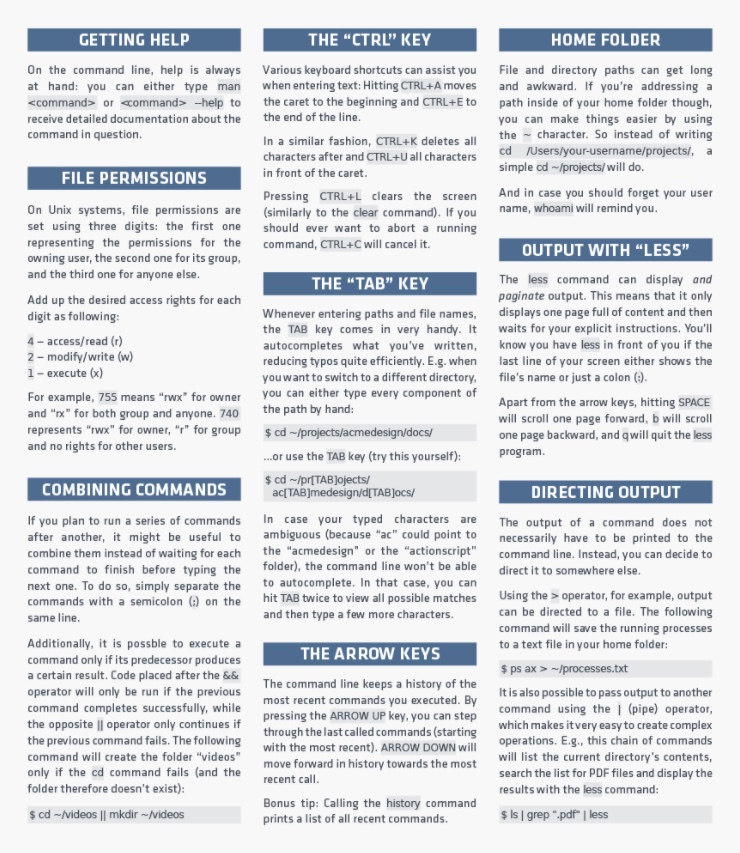 GETTING HELP
On the command line, help is always
at hand: you can either type man
<command> or <command> --help to
receive detailed documentation about the
command in question.
FILE PERMISSIONS
On Unix systems, file permissions are
set using three digits: the first one
representing the permissions for the
owning user, the second one for its group,
and the third one for anyone else.
Add up the desired access rights for each
digit as following:
4 – access/read (r)
2 – modify/write (w)
1 – execute (x)
For example, 755 means “rwx” for owner
and “rx” for both group and anyone. 740
represents “rwx” for owner, “r” for group
and no rights for other users.
COMBINING COMMANDS
If you plan to run a series of commands
after another, it might be useful to
combine them instead of waiting for each
command to finish before typing the
next one. To do so, simply separate the
commands with a semicolon (;) on the
same line.
Additionally, it is possble to execute a
command only if its predecessor produces
a certain result. Code placed after the &&
operator will only be run if the previous
command completes successfully, while
the opposite || operator only continues if
the previous command fails. The following
command will create the folder “videos”
only if the cd command fails (and the
folder therefore doesn’t exist):
$ cd ~/videos || mkdir ~/videos
THE “CTRL” KEY
Various keyboard shortcuts can assist you
when entering text: Hitting CTRL+A moves
the caret to the beginning and CTRL+E to
the end of the line.
In a similar fashion, CTRL+K deletes all
characters after and CTRL+U all characters
in front of the caret.
Pressing CTRL+L clears the screen
(similarly to the clear command). If you
should ever want to abort a running
command, CTRL+C will cancel it.
THE “TAB” KEY
Whenever entering paths and file names,
the TAB key comes in very handy. It
autocompletes what you’ve written,
reducing typos quite efficiently. E.g. when
you want to switch to a different directory,
you can either type every component of
the path by hand:
$ cd ~/projects/acmedesign/docs/
...or use the TAB key (try this yourself):
$ cd ~/pr[TAB]ojects/
ac[TAB]medesign/d[TAB]ocs/
In case your typed characters are
ambiguous (because “ac” could point to
the “acmedesign” or the “actionscript”
folder), the command line won’t be able
to autocomplete. In that case, you can
hit TAB twice to view all possible matches
and then type a few more characters.
THE ARROW KEYS
The command line keeps a history of the
most recent commands you executed. By
pressing the ARROW UP key, you can step
through the last called commands (starting
with the most recent). ARROW DOWN will
move forward in history towards the most
recent call.
Bonus tip: Calling the history command
prints a list of all recent commands.
HOME FOLDER
File and directory paths can get long
and awkward. If you’re addressing a
path inside of your home folder though,
you can make things easier by using
the ~ character. So instead of writing
cd /Users/your-username/projects/, a
simple cd ~/projects/ will do.
And in case you should forget your user
name, whoami will remind you.
OUTPUT WITH “LESS”
The less command can display and
paginate output. This means that it only
displays one page full of content and then
waits for your explicit instructions. You’ll
know you have less in front of you if the
last line of your screen either shows the
file’s name or just a colon (:).
Apart from the arrow keys, hitting SPACE
will scroll one page forward, b will scroll
one page backward, and q will quit the less
program.
DIRECTING OUTPUT
The output of a command does not
necessarily have to be printed to the
command line. Instead, you can decide to
direct it to somewhere else.
Using the > operator, for example, output
can be directed to a file. The following
command will save the running processes
to a text file in your home folder:
$ ps ax > ~/processes.txt
It is also possible to pass output to another
command using the | (pipe) operator,
which makes it very easy to create complex
operations. E.g., this chain of commands
will list the current directory’s contents,
search the list for PDF files and display the
results with the less command:
$ ls | grep ".pdf" | less